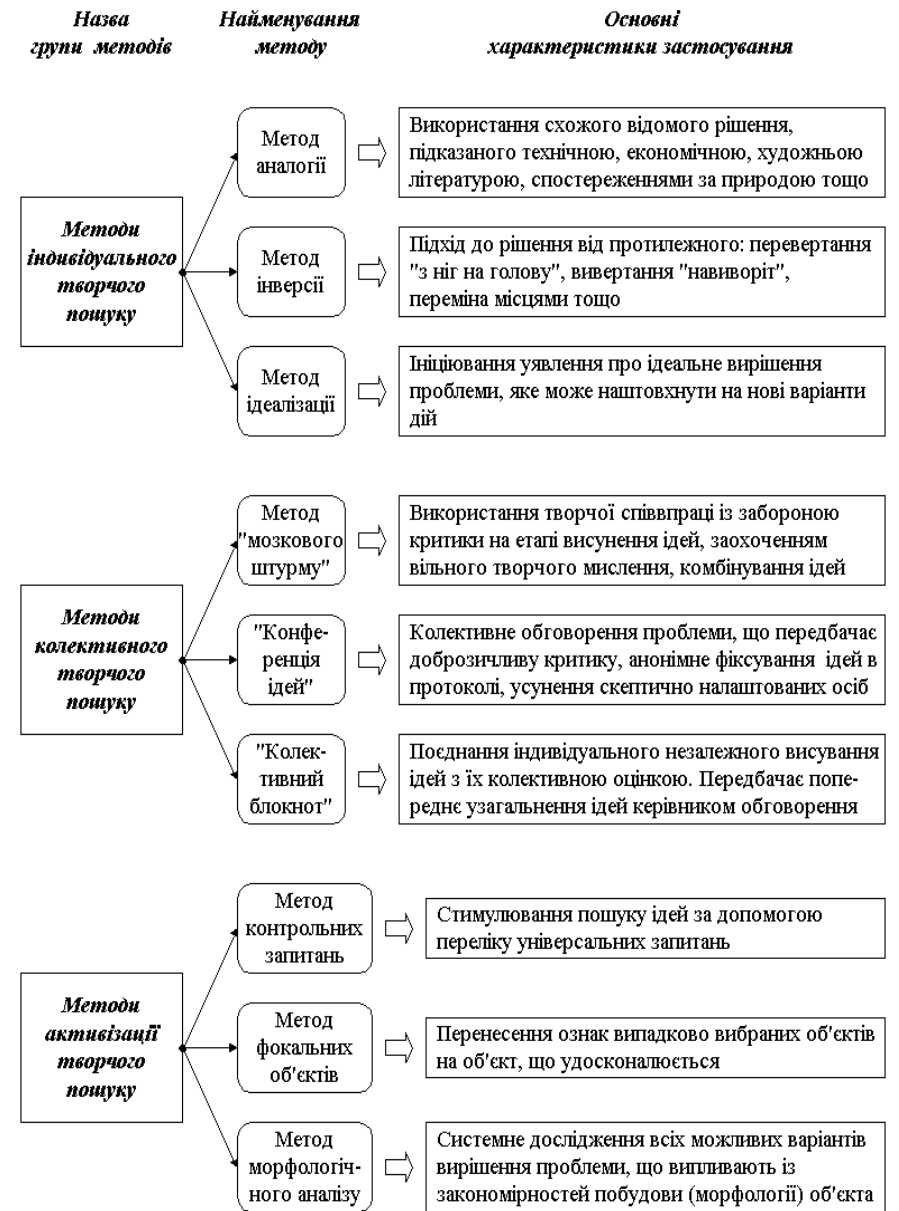 Назва
групи методів
Найменування
методу
Основні
характеристики застосування
Методи
індивідуального
творчого
пошуку
Метод
аналогії
Використання схожого відомого рішення,
підказаного технічною, економічною, художньою
літературою, спостереженнями за природою тощо
Метод
інверсії
Підхід до рішення від протилежного: перевертання
"з ніг на голову", вивертання "навиворіт",
переміна місцями тощо
Метод
ідеалізації
Ініціювання уявлення про ідеальне вирішення
проблеми, яке може наштовхнути на нові варіанти
дій
Методи
колективного
творчого
пошуку
Метод
"мозкового
штурму"
Використання творчої співвпраці із забороною
критики на етапі висунення ідей, заохоченням
вільного творчого мислення, комбінування ідей
"Конфе-
ренція
ідей"
Колективне обговорення проблеми, що передбачає
доброзичливу критику, анонімне фіксування ідей в
протоколі, усунення скептично налаштованих осіб
"Колек-
тивний
блокнот"
Поєднання індивідуального незалежного висування
ідей з їх колективною оцінкою. Передбачає попе-
реднє узагальнення ідей керівником обговорення
Методи
активізації
творчого
пошуку
Метод
контрольних
запитань
Стимулювання пошуку ідей за допомогою
переліку універсальних запитань
Метод
фокальних
об'єктів
Перенесення ознак випадково вибраних об'єктів
на об'єкт, що удосконалюється
Метод
морфологіч-
ного аналізу
Системне дослідження всіх можливих варіантів
вирішення проблеми, що випливають із
закономірностей побудови (морфології) об'єкта